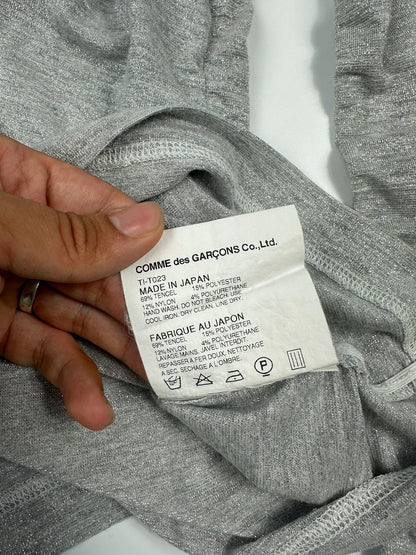 COMME des GARÇONS Co.,Ltd.
TI-T023
MADE IN JAPAN
69% TENCEL 15% POLYESTER
12% NYLON 4% POLYURETHANE
HAND WASH. DO NOT BLEACH. USE
COOL IRON. DRY CLEAN. LINE DRY.
FABRIQUE AU JAPON
69% TENCEL 15% POLYESTER
12% NYLON 4% POLYURETHANE
LAVAGE MAINS. JAVEL INTERDIT.
REPASSER A FER DOUX. NETTOYAGE
A SEC. SECHER A L'OMBRE.
P